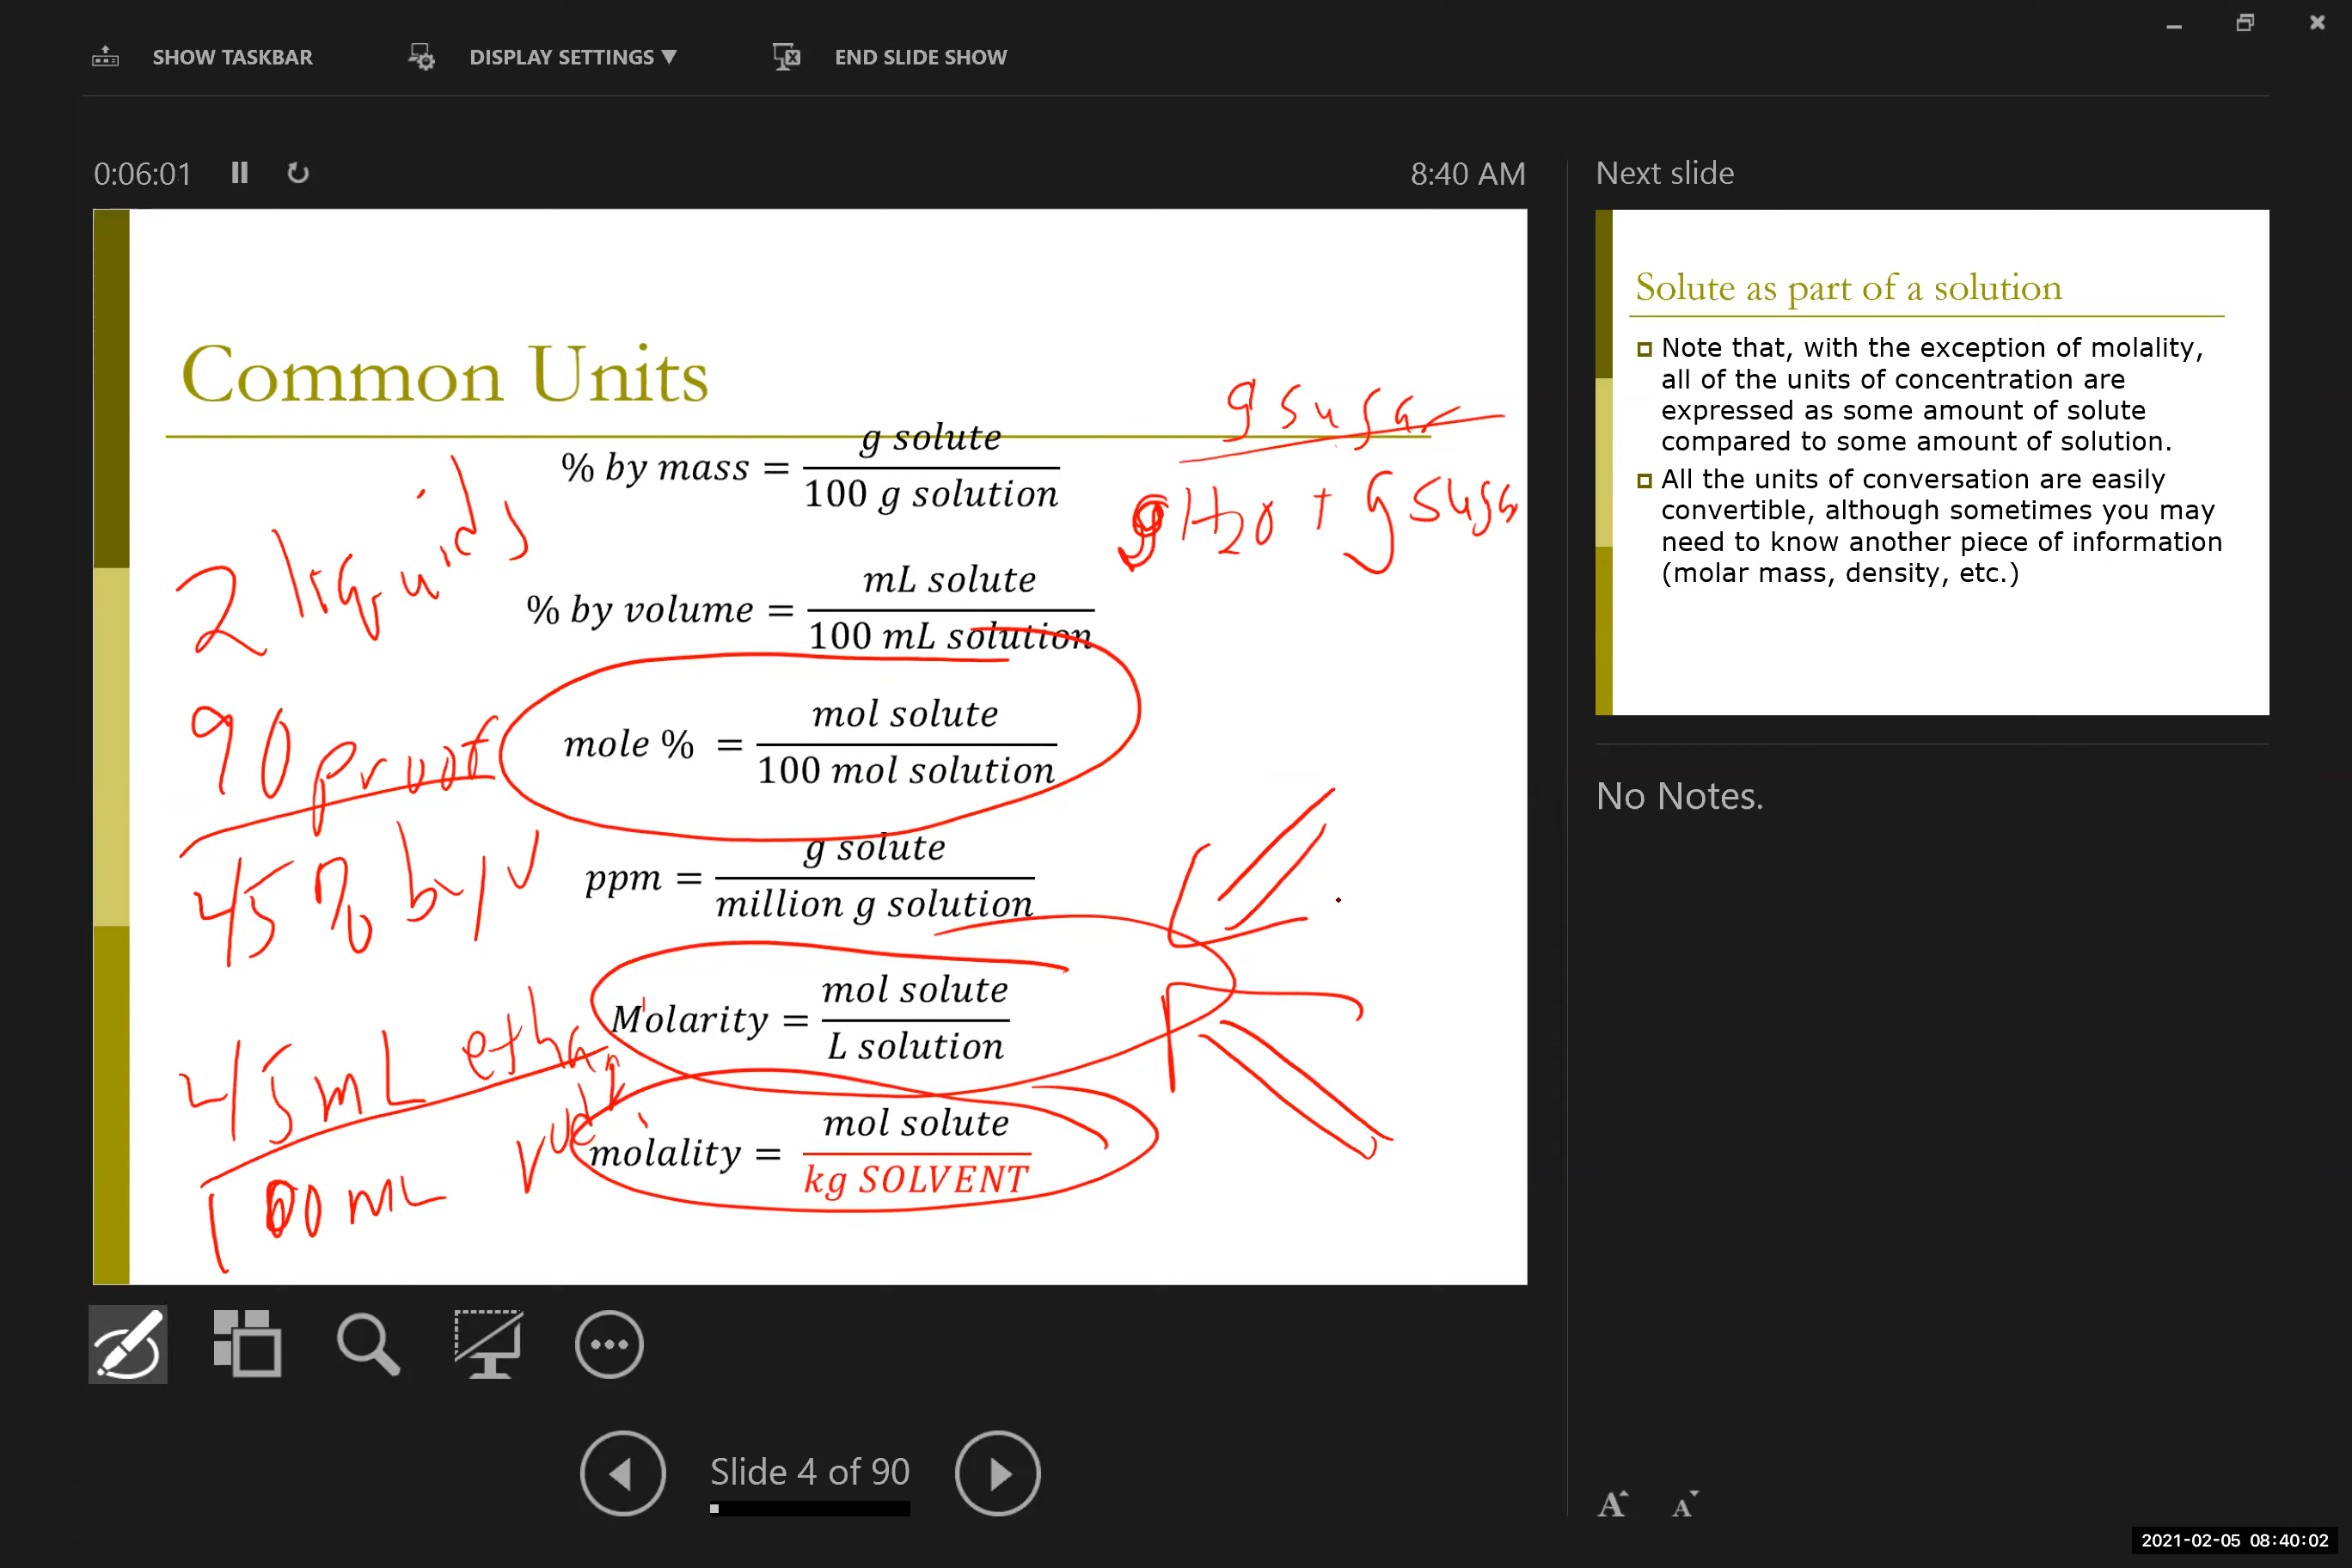 SHOW TASKBAR DISPLAY SETTINGS ▼ END SLIDE SHOW
0:06:01 8:40 AM
Common Units
% by mass = g solute / 100 g solution
% by volume = mL solute / 100 mL solution
mole % = mol solute / 100 mol solution
ppm = g solute / million g solution
Molarity = mol solute / L solution
molality = mol solute / kg SOLVENT
g sugar
g H2O + g suga
2 liquids
90 proof
45% by v
45 mL ethan
100 mL vodk
Next slide
Solute as part of a solution
Note that, with the exception of molality,
all of the units of concentration are
expressed as some amount of solute
compared to some amount of solution.
All the units of conversation are easily
convertible, although sometimes you may
need to know another piece of information
(molar mass, density, etc.)
No Notes.
Slide 4 of 90
A A
2021-02-05 08:40:02